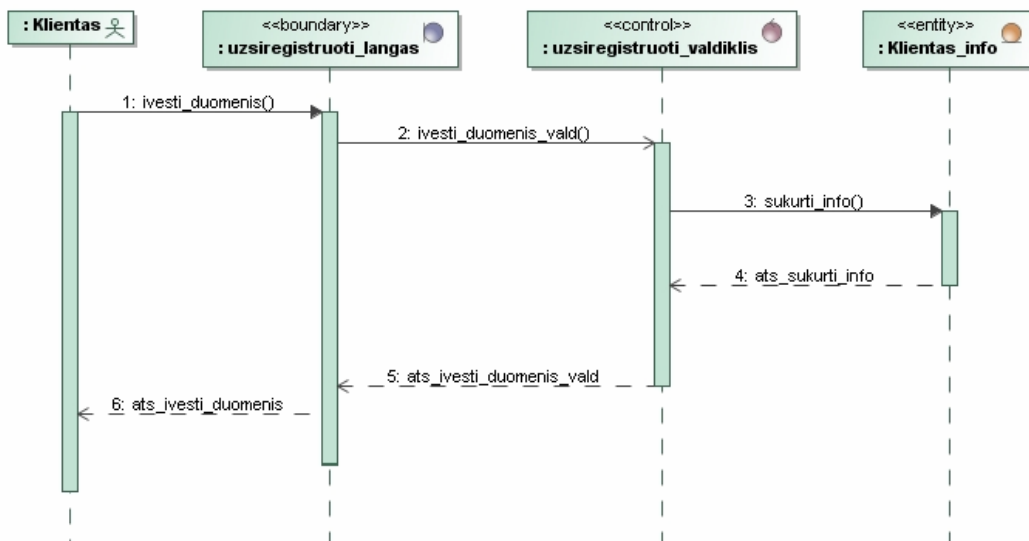 : Klientas
<<boundary>>
: uzsiregistruoti_langas
<<control>>
: uzsiregistruoti_valdiklis
<<entity>>
: Klientas_info
1: ivesti_duomenis()
2: ivesti_duomenis_vald()
3: sukurti_info()
4: ats_sukurti_info
5: ats_ivesti_duomenis_vald
6: ats_ivesti_duomenis